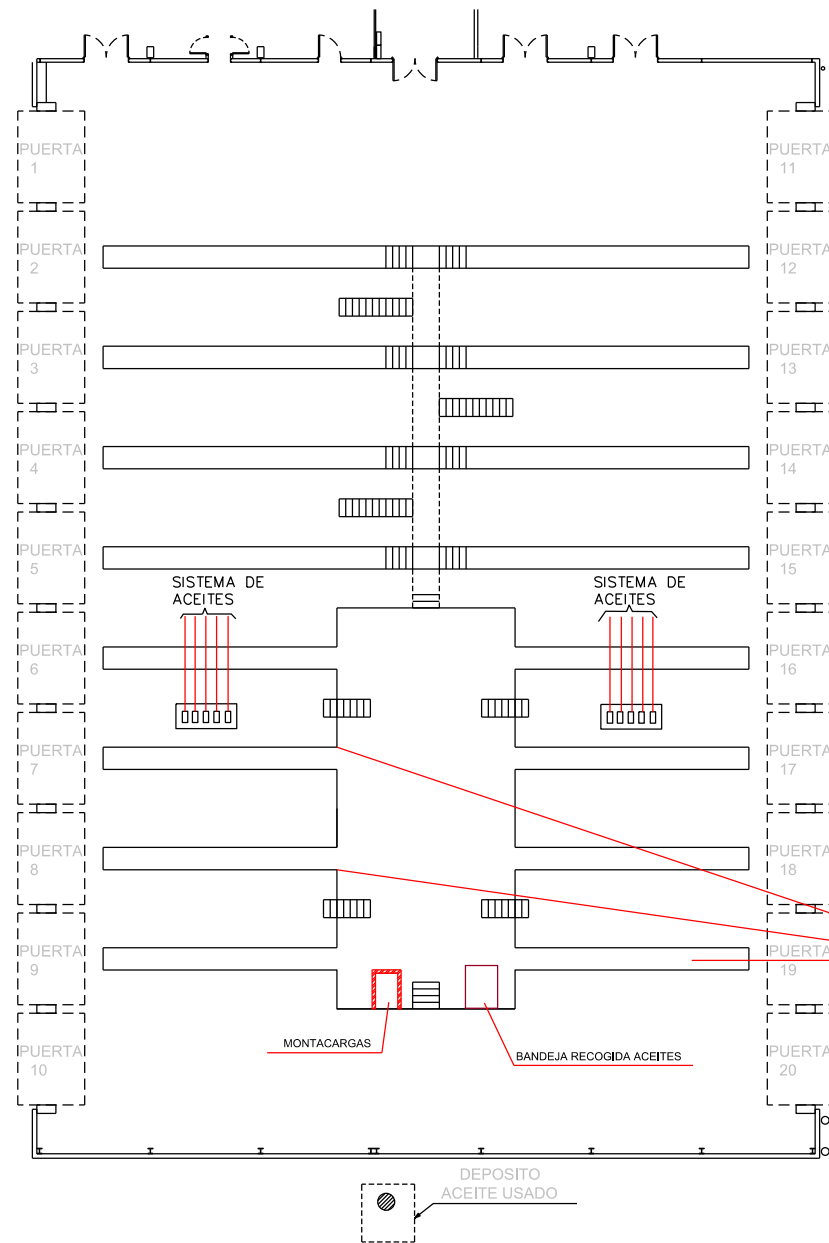 PUERTA
1
PUERTA
11
PUERTA
2
PUERTA
12
PUERTA
3
PUERTA
13
PUERTA
4
PUERTA
14
PUERTA
5
PUERTA
15
SISTEMA DE
ACEITES
SISTEMA DE
ACEITES
PUERTA
6
PUERTA
16
PUERTA
7
PUERTA
17
PUERTA
8
PUERTA
18
PUERTA
9
PUERTA
19
MONTACARGAS
BANDEJA RECOGIDA ACEITES
PUERTA
10
PUERTA
20
DEPOSITO
ACEITE USADO